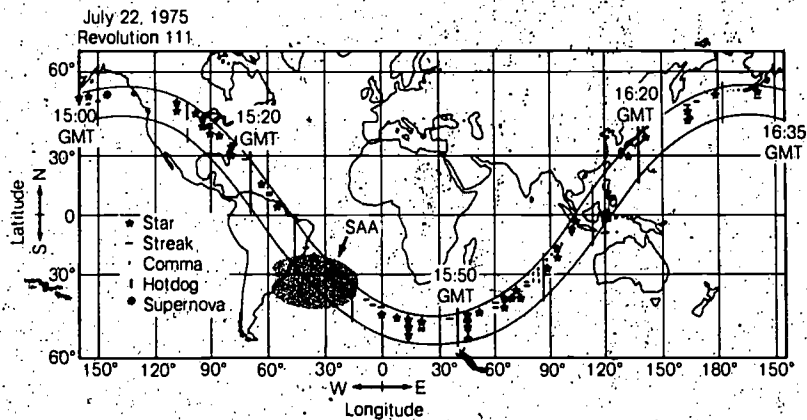 July 22, 1975
Revolution 111
60°
15:00
GMT
15:20
GMT
16:20
GMT
16:35
GMT
30°
Latitude
N
S
0
Star
Streak
Comma
Hotdog
Supernova
SAA
30°
15:50
GMT
60°
150° 120° 90° 60° 30° 0 30° 60° 90° 120° 150°
W E
Longitude